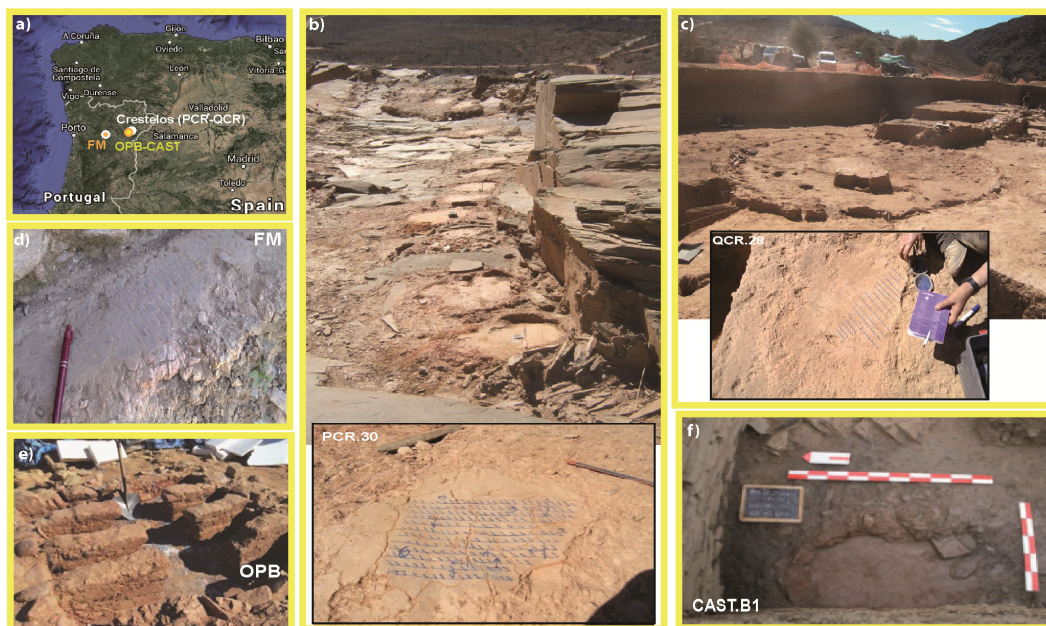 a)
A Coruña
Gijón
Oviedo
Bilbao
Santiago de
Compostela
León
Vitoria-Ga
Vigo
Ourense
Valladolid
Crestelos (PCR-QCR)
Porto
Salamanca
FM
OPB-CAST
Madrid
Toledo
Portugal
Spain
b)
PCR.30
c)
QCR.28
d)
FM
e)
OPB
f)
CAST.B1